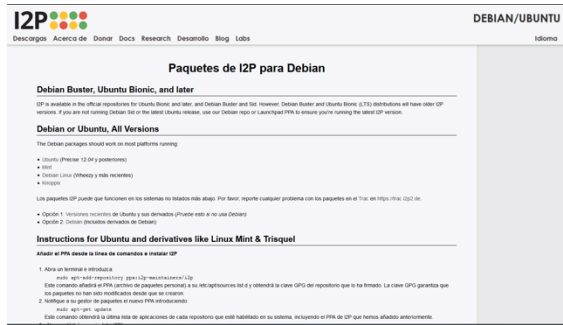 I2P
DEBIAN/UBUNTU
Descargas Acerca de Donar Docs Research Desarrollo Blog Labs
Idioma
Paquetes de I2P para Debian
Debian Buster, Ubuntu Bionic, and later
I2P is available in the official repositories for Ubuntu Bionic and later, and Debian Buster and Sid. However, Debian Buster and Ubuntu Bionic (LTS) distributions will have older I2P
versions. If you are not running Debian Sid or the latest Ubuntu release, use our Debian repo or Launchpad PPA to ensure you're running the latest I2P version.
Debian or Ubuntu, All Versions
The Debian packages should work on most platforms running:
• Ubuntu (Precise 12.04 y posteriores)
• Mint
• Debian Linux (Wheezy y más recientes)
• Knoppix
Los paquetes I2P puede que funcionen en los sistemas no listados más abajo. Por favor, reporte cualquier problema con los paquetes en el Trac en https://trac.i2p2.de.
• Opción 1: Versiones recientes de Ubuntu y sus derivados (Pruebe esto si no usa Debian)
• Opción 2: Debian (incluidos derivados de Debian)
Instructions for Ubuntu and derivatives like Linux Mint & Trisquel
Añadir el PPA desde la línea de comandos e instalar I2P
1. Abra un terminal e introduzca:
sudo apt-add-repository ppa:i2p-maintainers/i2p
Este comando añadirá el PPA (archivo de paquetes personal) a su /etc/apt/sources.list.d y obtendrá la clave GPG del repositorio que lo ha firmado. La clave GPG garantiza que
los paquetes no han sido modificados desde que se crearon.
2. Notifique a su gestor de paquetes el nuevo PPA introduciendo:
sudo apt-get update
Este comando obtendrá la última lista de aplicaciones de cada repositorio que esté habilitado en su sistema, incluyendo el PPA de I2P que hemos añadido anteriormente.